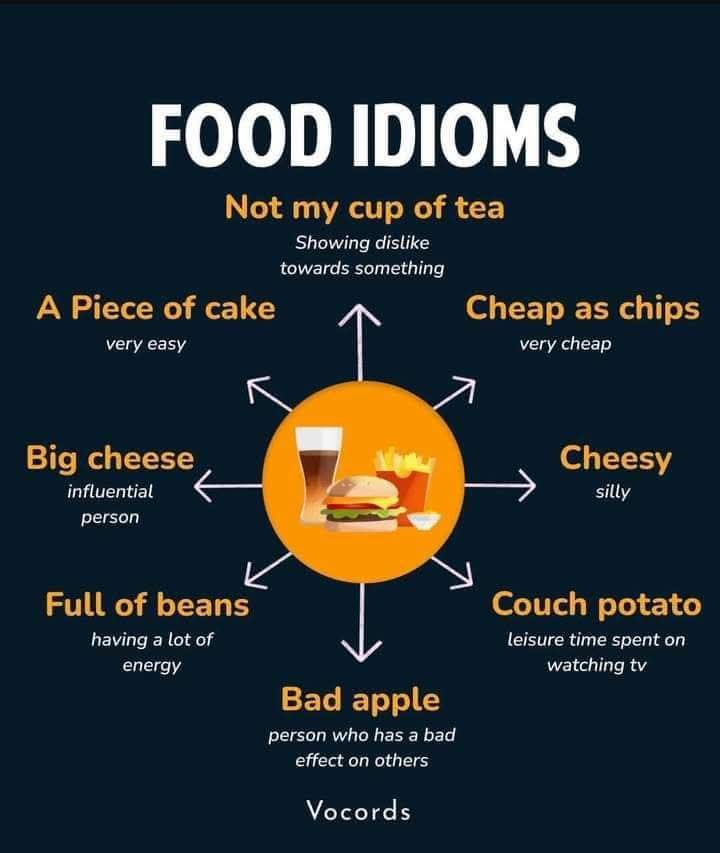 FOOD IDIOMS
Not my cup of tea
Showing dislike
towards something
A Piece of cake
very easy
Cheap as chips
very cheap
Big cheese
influential
person
Cheesy
silly
Full of beans
having a lot of
energy
Couch potato
leisure time spent on
watching tv
Bad apple
person who has a bad
effect on others
Vocords